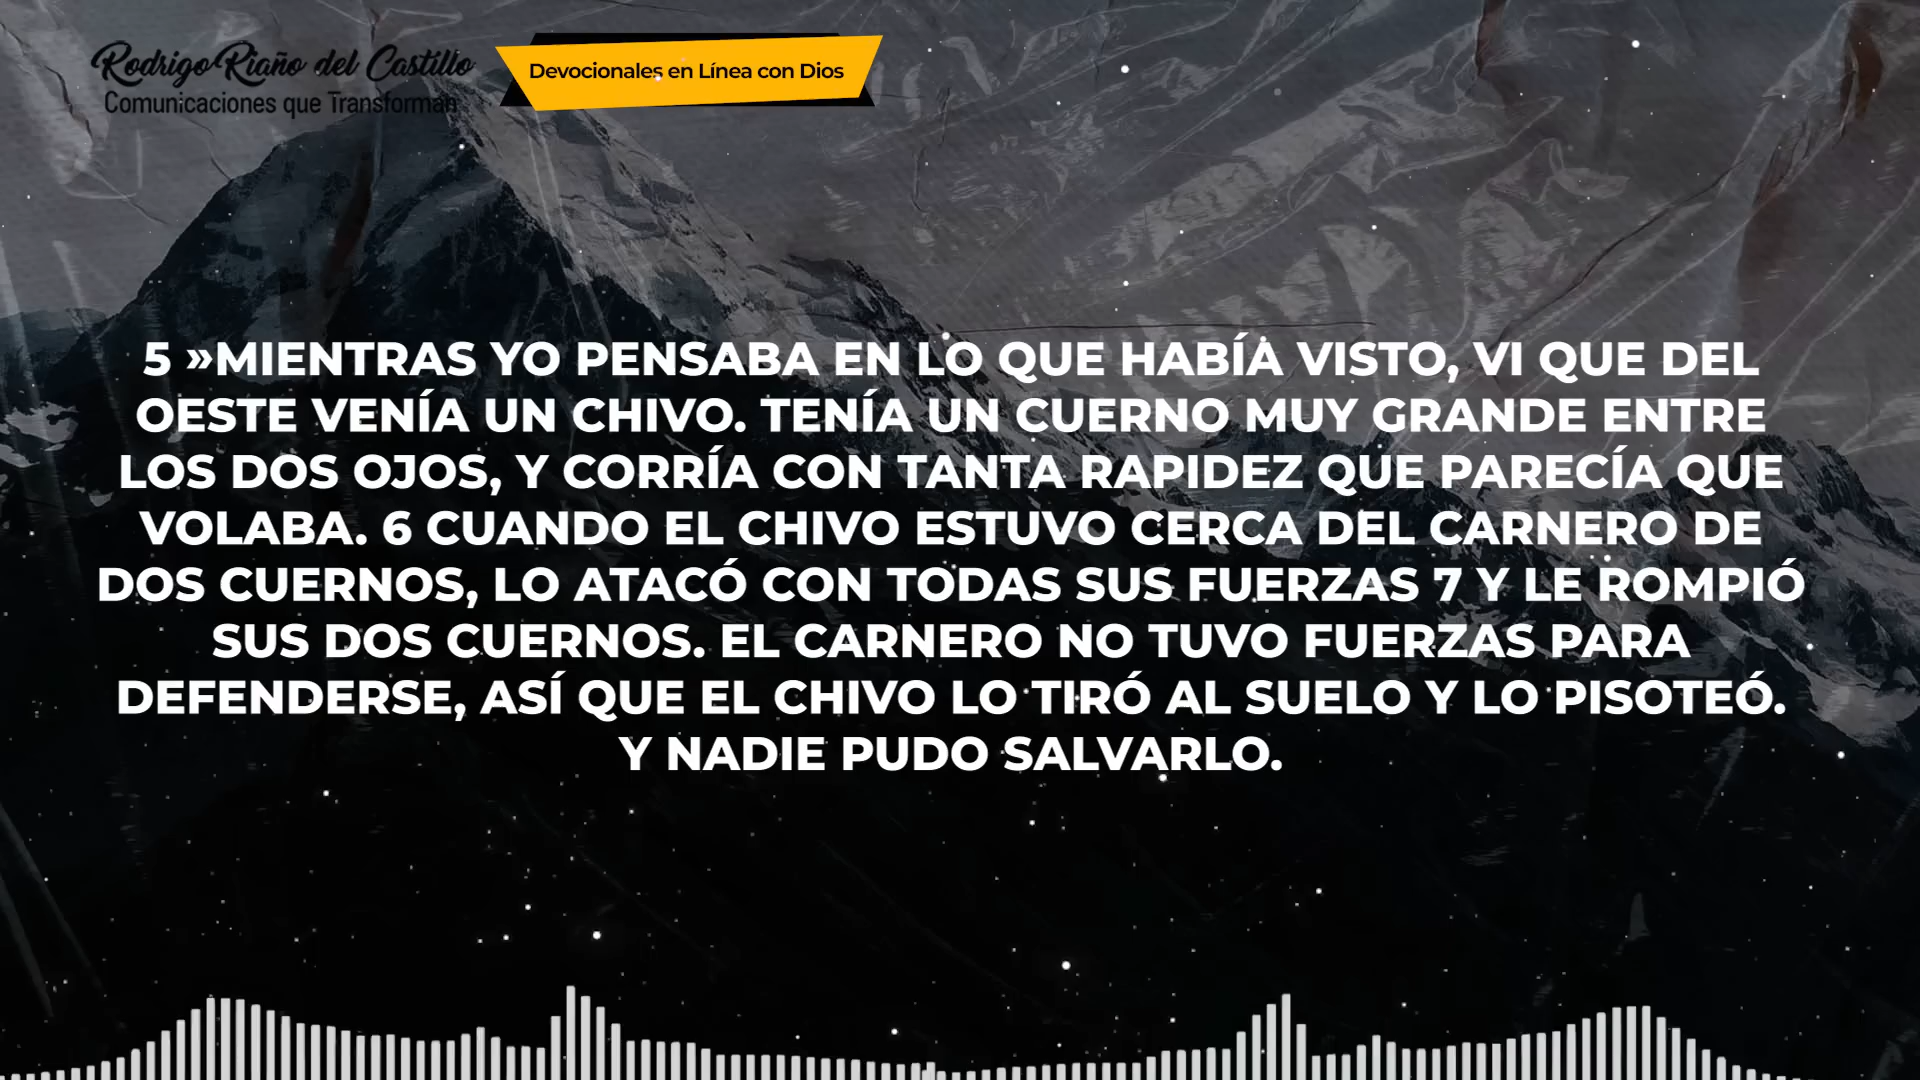 Rodrigo Riaño del Castillo
Comunicaciones que Transforman
Devocionales en Línea con Dios
5 »MIENTRAS YO PENSABA EN LO QUE HABÍA VISTO, VI QUE DEL
OESTE VENÍA UN CHIVO. TENÍA UN CUERNO MUY GRANDE ENTRE
LOS DOS OJOS, Y CORRÍA CON TANTA RAPIDEZ QUE PARECÍA QUE
VOLABA. 6 CUANDO EL CHIVO ESTUVO CERCA DEL CARNERO DE
DOS CUERNOS, LO ATACÓ CON TODAS SUS FUERZAS 7 Y LE ROMPIÓ
SUS DOS CUERNOS. EL CARNERO NO TUVO FUERZAS PARA
DEFENDERSE, ASÍ QUE EL CHIVO LO TIRÓ AL SUELO Y LO PISOTEÓ.
Y NADIE PUDO SALVARLO.